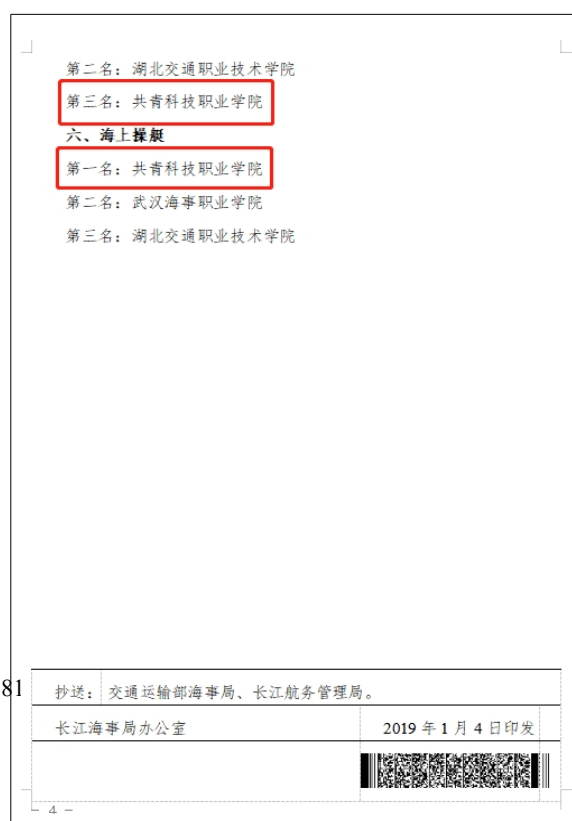 第二名：湖北交通职业技术学院
第三名：共青科技职业学院
六、海上操艇
第一名：共青科技职业学院
第二名：武汉海事职业学院
第三名：湖北交通职业技术学院
81
抄送：交通运输部海事局、长江航务管理局。
长江海事局办公室 2019年1月4日印发
- 4 -